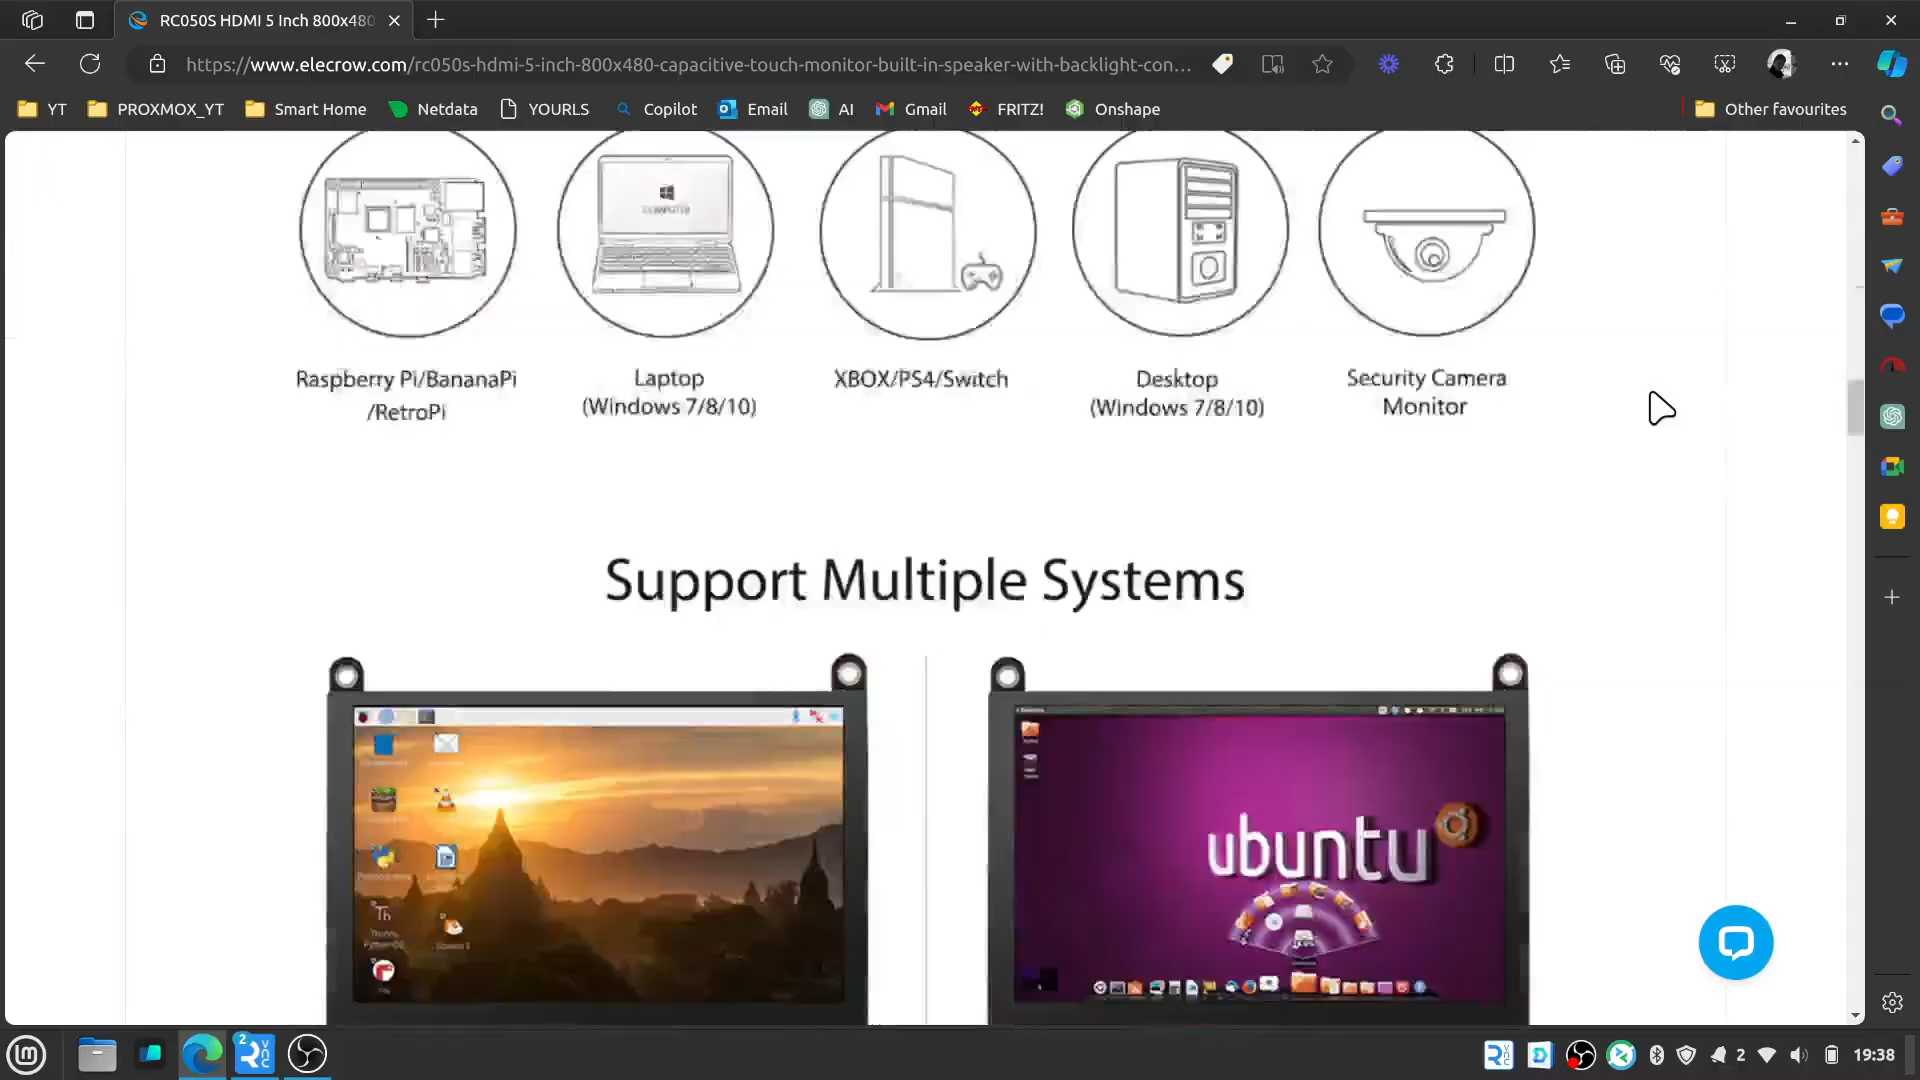 RC050S HDMI 5 Inch 800x480
https://www.elecrow.com/rc050s-hdmi-5-inch-800x480-capacitive-touch-monitor-built-in-speaker-with-backlight-con...
YT
PROXMOX_YT
Smart Home
Netdata
YOURLS
Copilot
Email
AI
Gmail
FRITZ!
Onshape
Other favourites
Raspberry Pi/BananaPi
/RetroPi
Laptop
(Windows 7/8/10)
XBOX/PS4/Switch
Desktop
(Windows 7/8/10)
Security Camera
Monitor
Support Multiple Systems
ubuntu
2
2
19:38